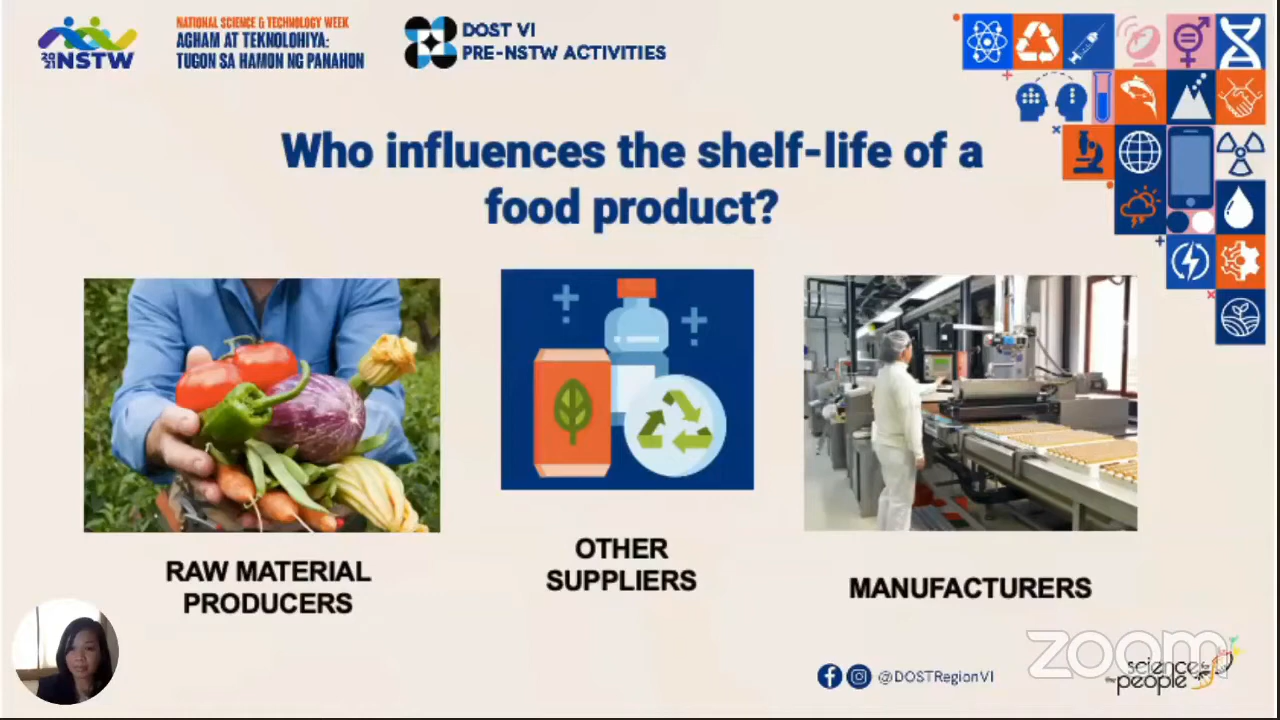 2021 NSTW
NATIONAL SCIENCE & TECHNOLOGY WEEK
AGHAM AT TEKNOLOHIYA:
TUGON SA HAMON NG PANAHON
DOST VI
PRE-NSTW ACTIVITIES
Who influences the shelf-life of a
food product?
RAW MATERIAL
PRODUCERS
OTHER
SUPPLIERS
MANUFACTURERS
zoom
@DOSTRegionVI
science
for the
people